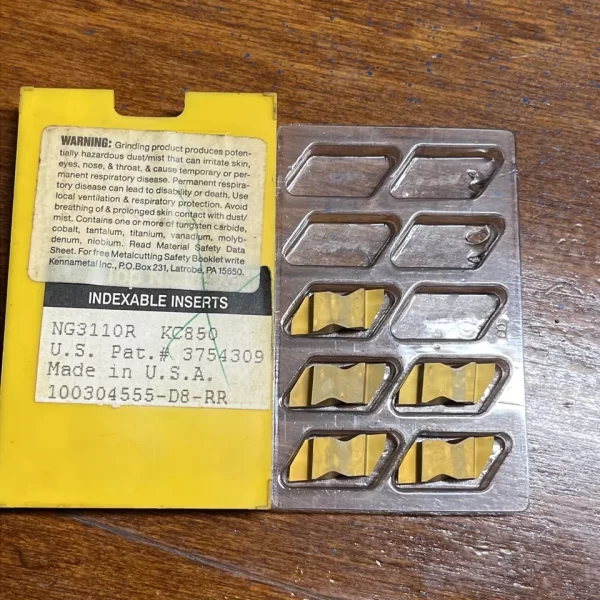 WARNING: Grinding product produces poten-
tially hazardous dust/mist that can irritate skin,
eyes, nose, & throat, & cause temporary or per-
manent respiratory disease. Permanent respira-
tory disease can lead to disability or death. Use
local ventilation & respiratory protection. Avoid
breathing of & prolonged skin contact with dust/
mist. Contains one or more of tungsten carbide,
cobalt, tantalum, titanium, vanadium, molyb-
denum, niobium. Read Material Safety Data
Sheet. For free Metalcutting Safety Booklet write
Kennametal Inc., P.O. Box 231, Latrobe, PA 15650.
INDEXABLE INSERTS
NG3110R KC850
U.S. Pat.# 3754309
Made in U.S.A.
100304555-D8-RR